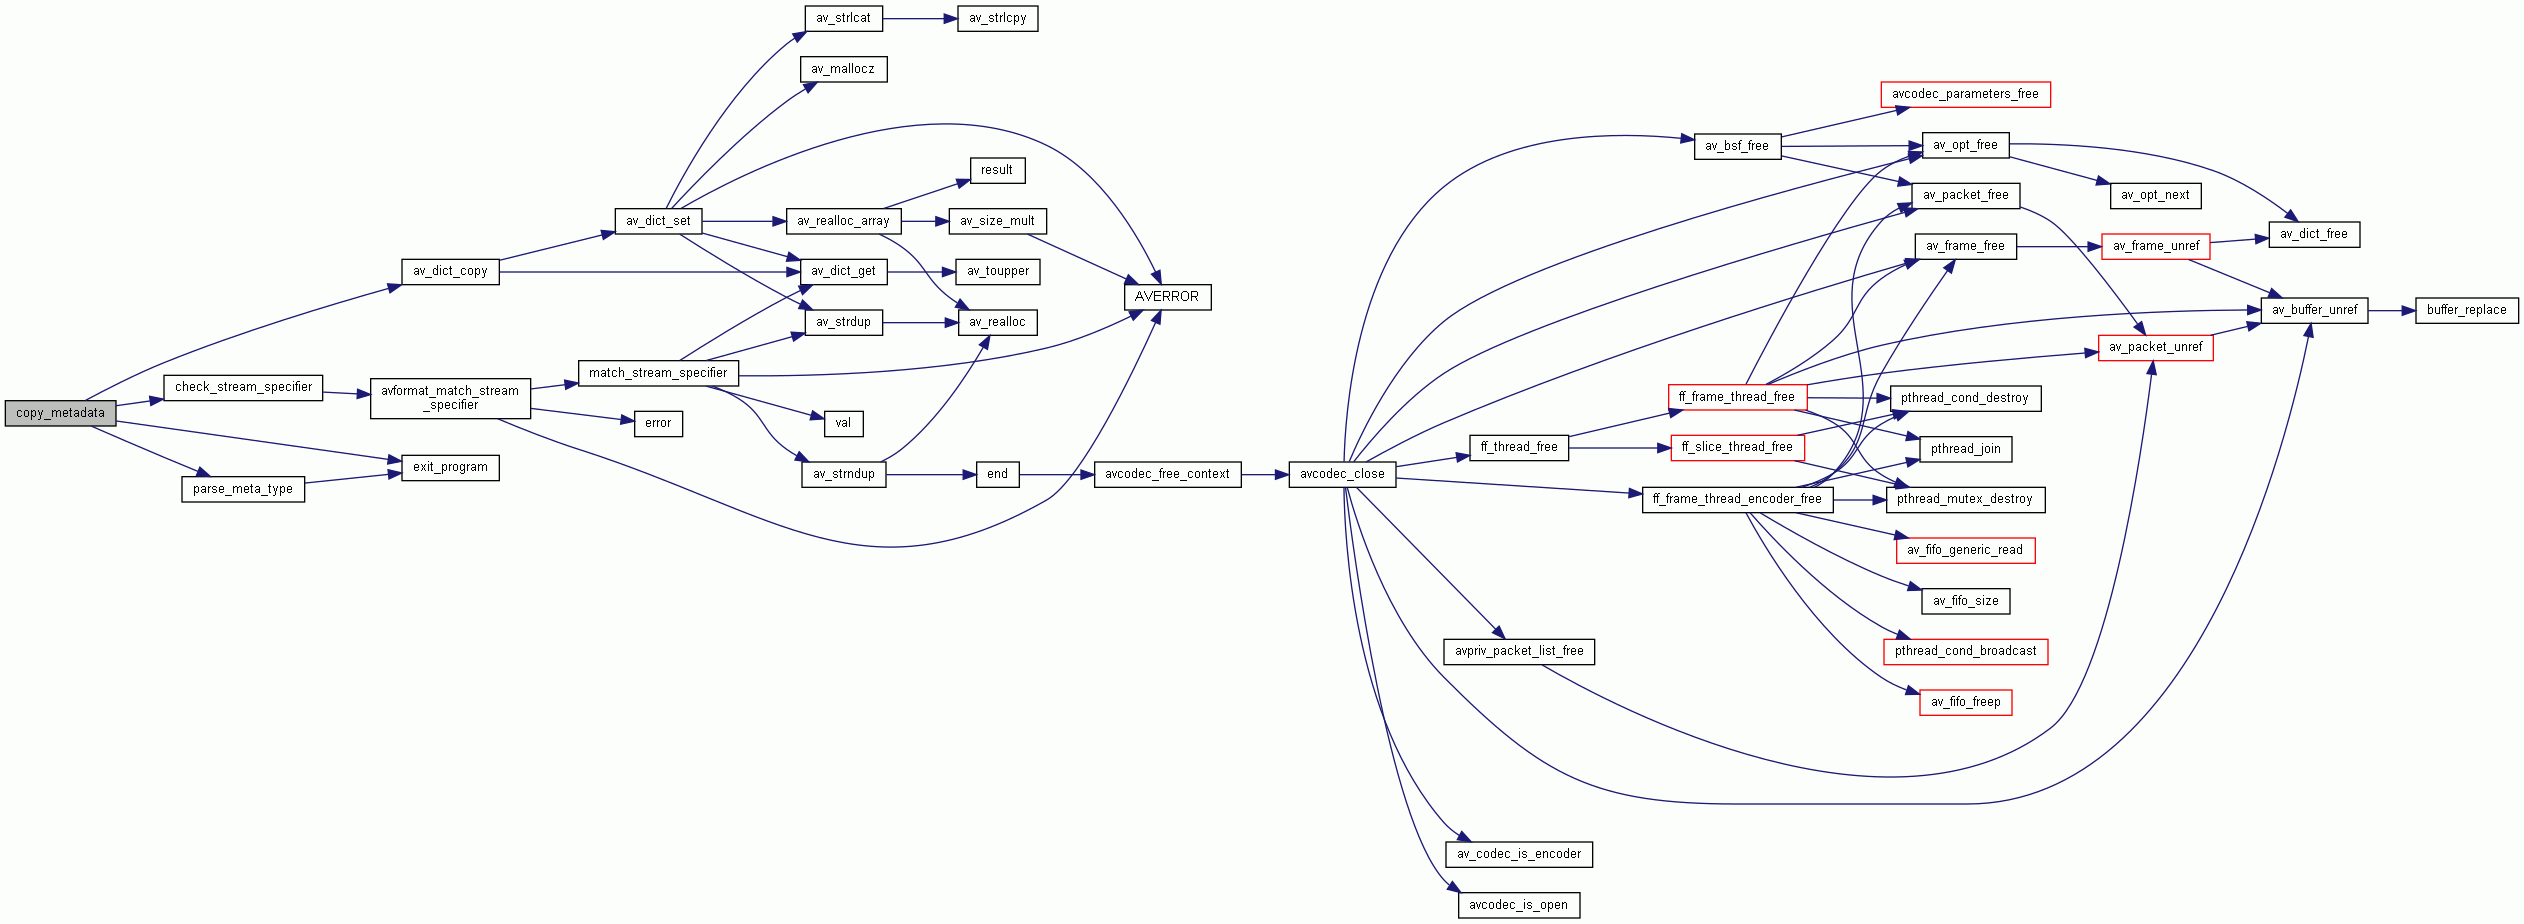 av_strlcat
av_strlcpy
av_mallocz
avcodec_parameters_free
av_bsf_free
av_opt_free
result
av_packet_free
av_opt_next
av_dict_set
av_realloc_array
av_size_mult
av_dict_free
av_frame_free
av_frame_unref
av_dict_copy
av_dict_get
av_toupper
AVERROR
av_buffer_unref
buffer_replace
av_strdup
av_realloc
av_packet_unref
match_stream_specifier
check_stream_specifier
avformat_match_stream
_specifier
ff_frame_thread_free
pthread_cond_destroy
copy_metadata
error
val
ff_thread_free
ff_slice_thread_free
pthread_join
exit_program
parse_meta_type
av_strndup
end
avcodec_free_context
avcodec_close
ff_frame_thread_encoder_free
pthread_mutex_destroy
av_fifo_generic_read
av_fifo_size
avpriv_packet_list_free
pthread_cond_broadcast
av_fifo_freep
av_codec_is_encoder
avcodec_is_open